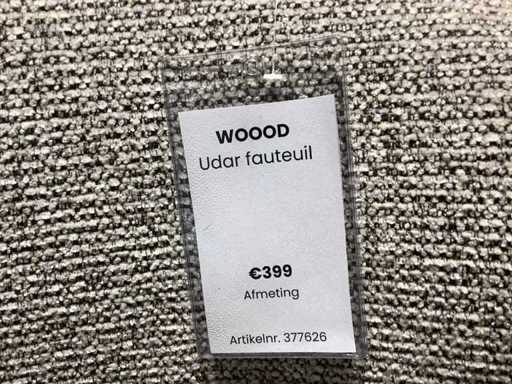 WOOOD
Udar fauteuil
€399
Afmeting
Artikelnr. 377626